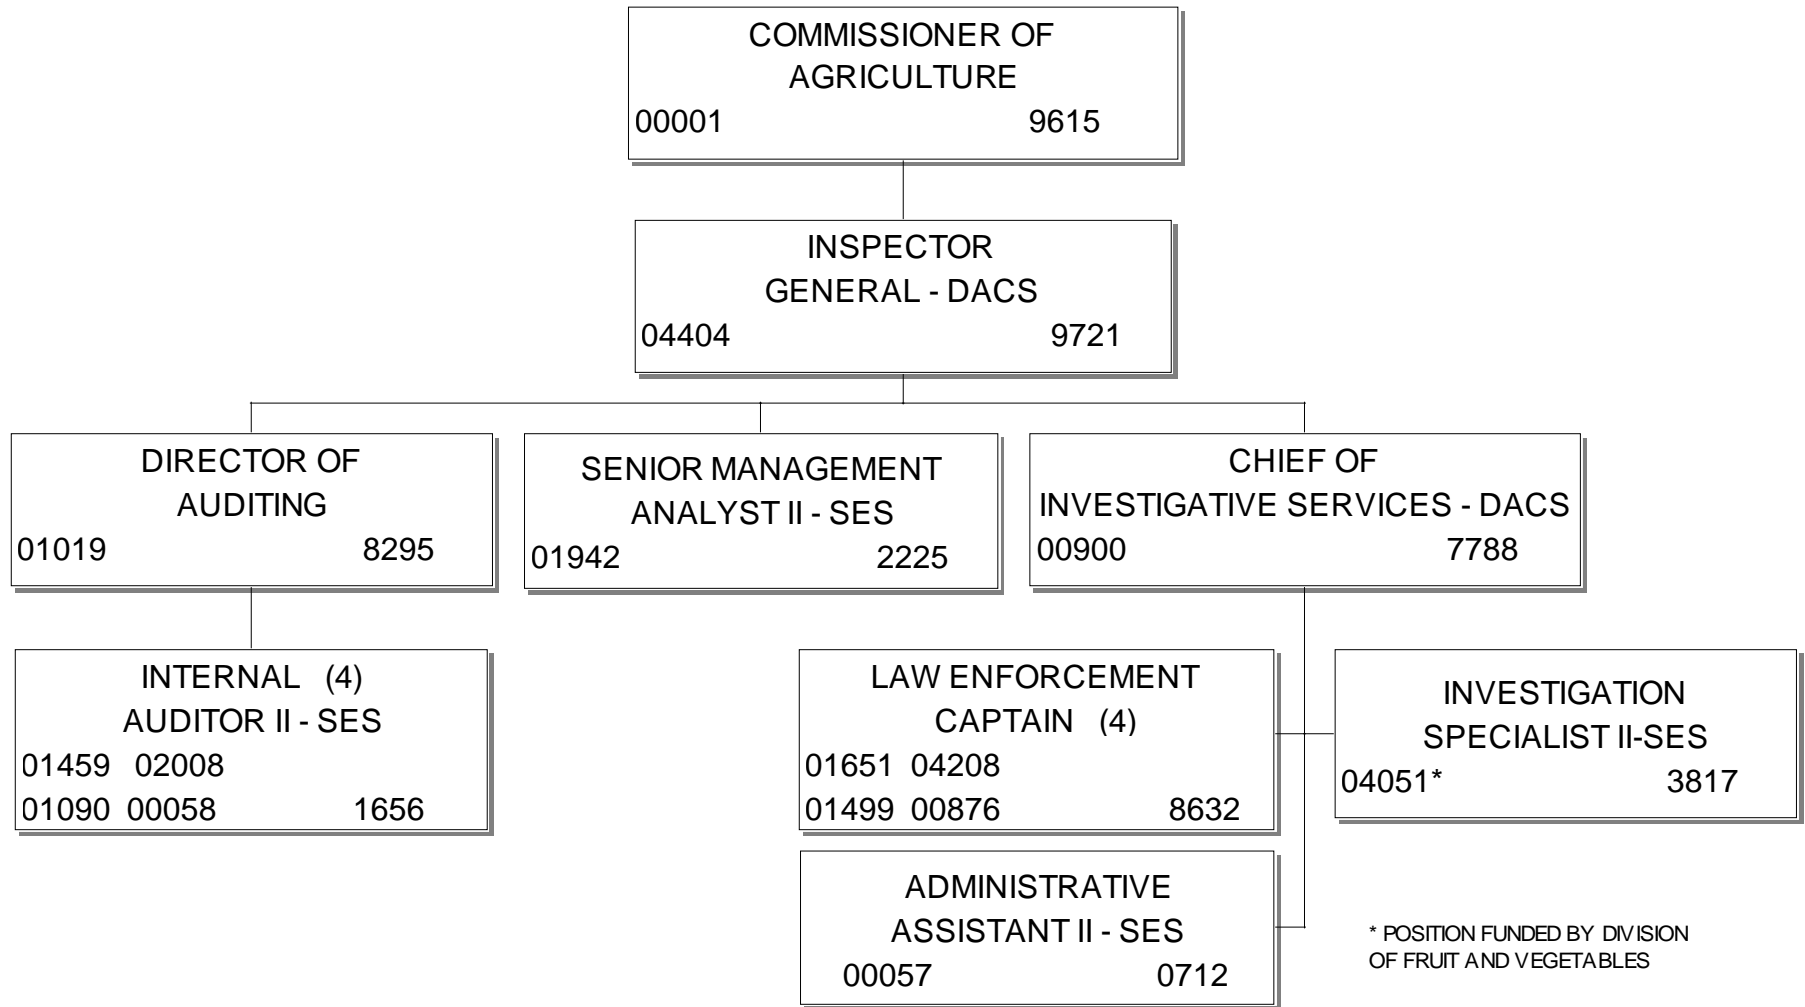 COMMISSIONER OF
AGRICULTURE
00001 9615
INSPECTOR
GENERAL - DACS
04404 9721
DIRECTOR OF
AUDITING
01019 8295
SENIOR MANAGEMENT
ANALYST II - SES
01942 2225
CHIEF OF
INVESTIGATIVE SERVICES - DACS
00900 7788
INTERNAL (4)
AUDITOR II - SES
01459 02008
01090 00058 1656
LAW ENFORCEMENT
CAPTAIN (4)
01651 04208
01499 00876 8632
INVESTIGATION
SPECIALIST II-SES
04051* 3817
ADMINISTRATIVE
ASSISTANT II - SES
00057 0712
* POSITION FUNDED BY DIVISION
OF FRUIT AND VEGETABLES